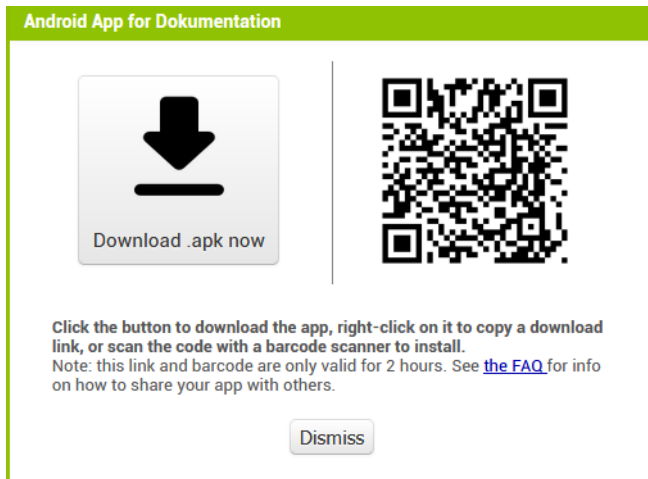 Android App for Dokumentation
Download .apk now
Click the button to download the app, right-click on it to copy a download
link, or scan the code with a barcode scanner to install.
Note: this link and barcode are only valid for 2 hours. See the FAQ for info
on how to share your app with others.
Dismiss